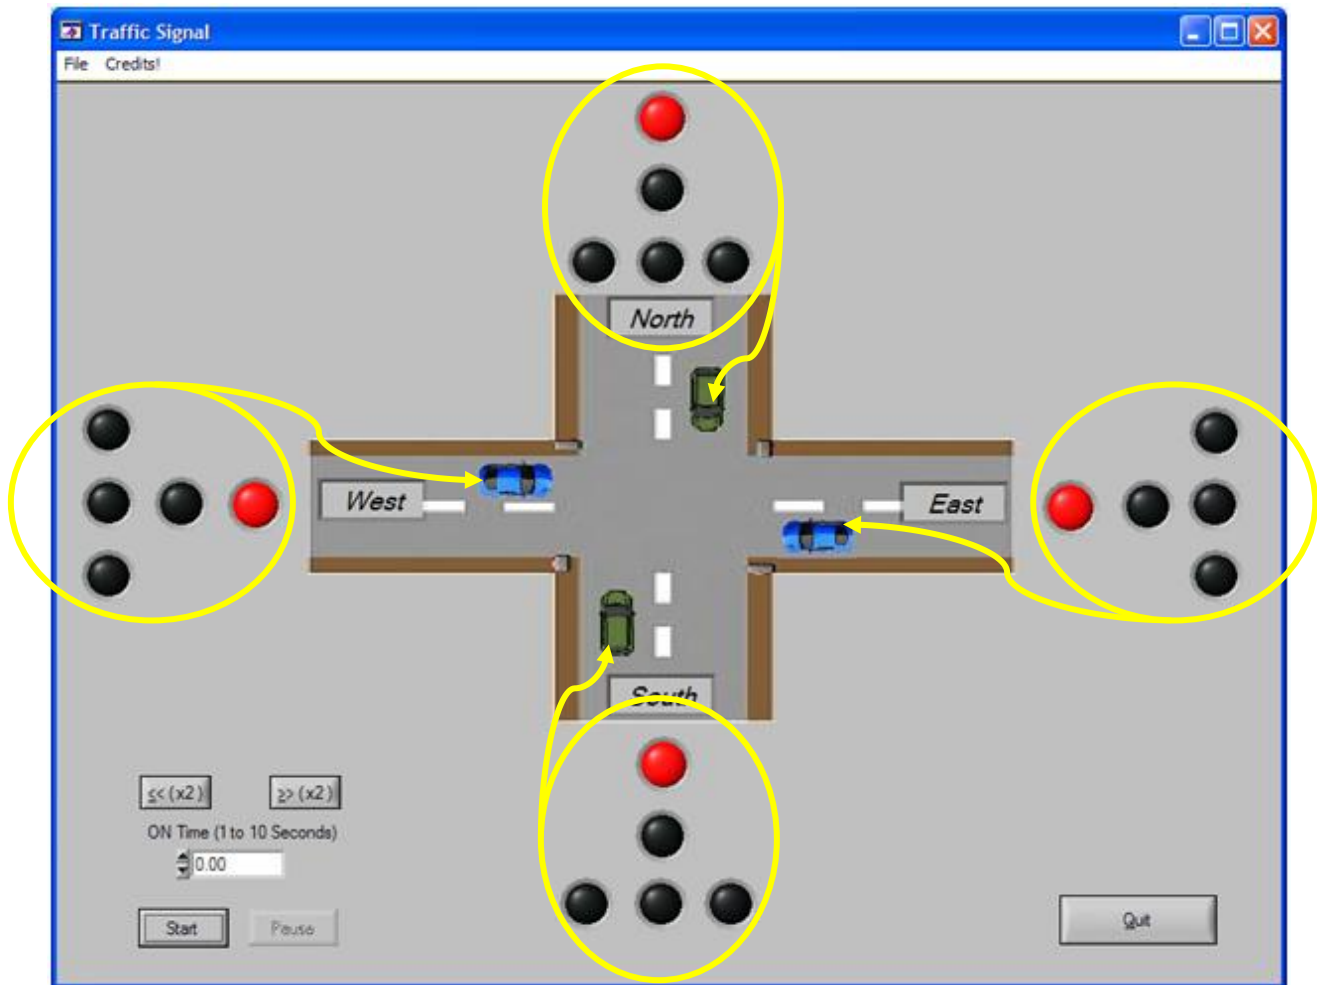 Traffic Signal
File Credits!
North
West
East
South
<< (x2)
>> (x2)
ON Time (1 to 10 Seconds)
0.00
Start
Pause
Quit